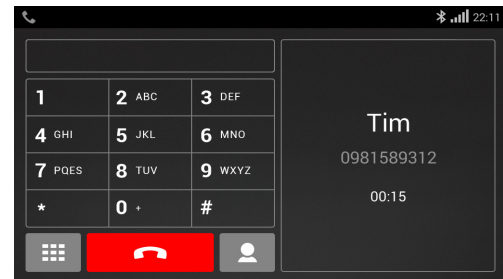 22:11
1
2 ABC
3 DEF
4 GHI
5 JKL
6 MNO
7 PQES
8 TUV
9 WXYZ
*
0 +
#
Tim
0981589312
00:15